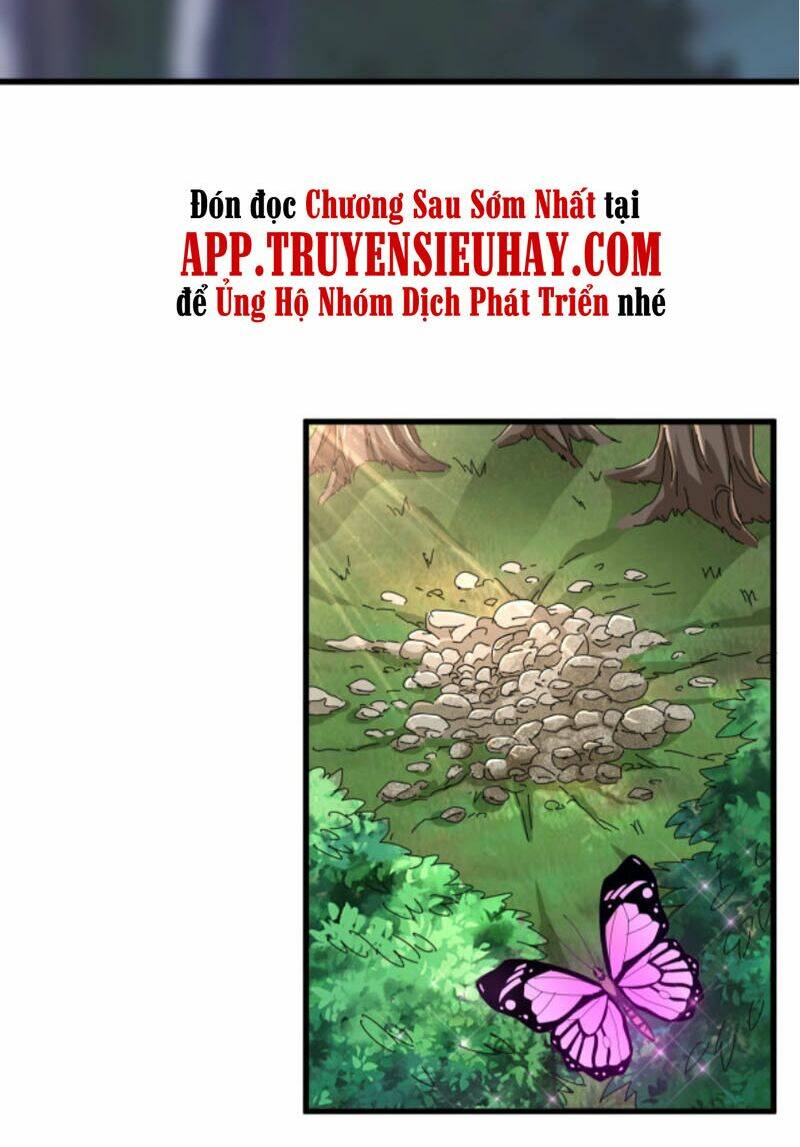 Đón đọc Chương Sau Sớm Nhất tại
APP.TRUYENSIEUHAY.COM
để Ủng Hộ Nhóm Dịch Phát Triển nhé